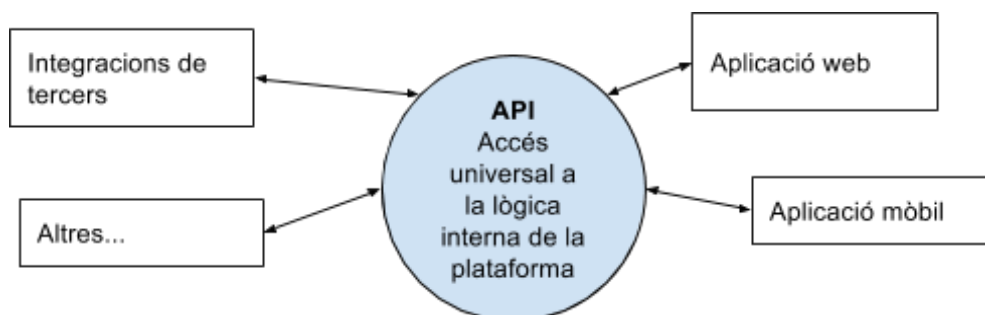 Integracions de
tercers
Aplicació web
API
Accés
universal a
la lògica
interna de la
plataforma
Altres...
Aplicació mòbil